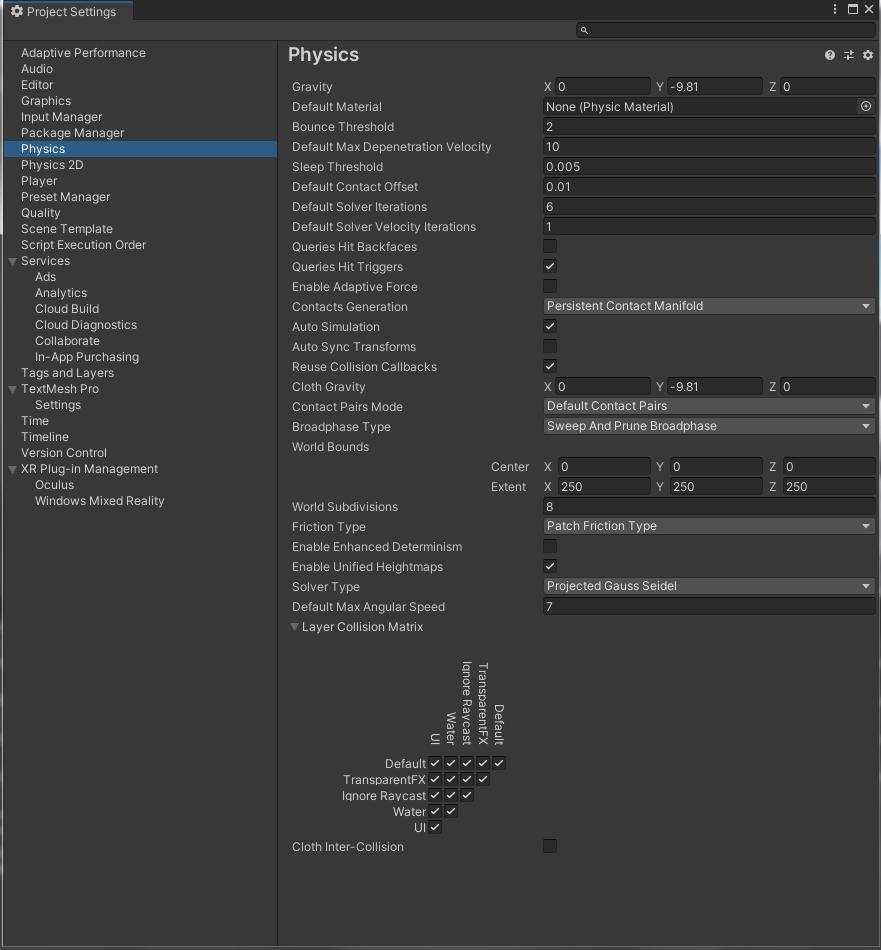 Project Settings
Adaptive Performance
Audio
Editor
Graphics
Input Manager
Package Manager
Physics
Physics 2D
Player
Preset Manager
Quality
Scene Template
Script Execution Order
Services
Ads
Analytics
Cloud Build
Cloud Diagnostics
Collaborate
In-App Purchasing
Tags and Layers
TextMesh Pro
Settings
Time
Timeline
Version Control
XR Plug-in Management
Oculus
Windows Mixed Reality
Physics
Gravity X 0 Y -9.81 Z 0
Default Material None (Physic Material)
Bounce Threshold 2
Default Max Depenetration Velocity 10
Sleep Threshold 0.005
Default Contact Offset 0.01
Default Solver Iterations 6
Default Solver Velocity Iterations 1
Queries Hit Backfaces
Queries Hit Triggers
Enable Adaptive Force
Contacts Generation Persistent Contact Manifold
Auto Simulation
Auto Sync Transforms
Reuse Collision Callbacks
Cloth Gravity X 0 Y -9.81 Z 0
Contact Pairs Mode Default Contact Pairs
Broadphase Type Sweep And Prune Broadphase
World Bounds
Center X 0 Y 0 Z 0
Extent X 250 Y 250 Z 250
World Subdivisions 8
Friction Type Patch Friction Type
Enable Enhanced Determinism
Enable Unified Heightmaps
Solver Type Projected Gauss Seidel
Default Max Angular Speed 7
Layer Collision Matrix
UI
Water
Ignore Raycast
TransparentFX
Default
Default
TransparentFX
Ignore Raycast
Water
UI
Cloth Inter-Collision